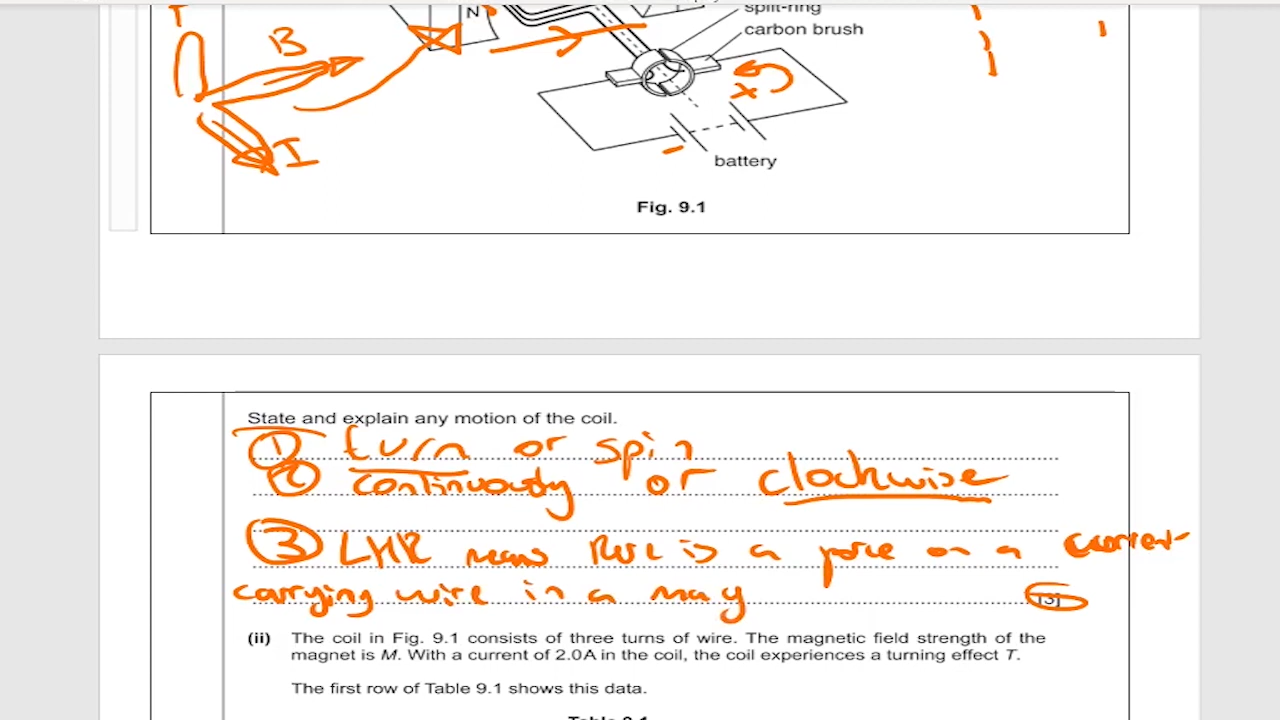 B
N
split-ring
carbon brush
+
I
-
battery
Fig. 9.1
State and explain any motion of the coil.
① turn or spin
② continuously or clockwise
③ LHR means there is a force on a current-
carrying wire in a mag
[3]
(ii) The coil in Fig. 9.1 consists of three turns of wire. The magnetic field strength of the
magnet is M. With a current of 2.0A in the coil, the coil experiences a turning effect T.
The first row of Table 9.1 shows this data.
Table 9.1